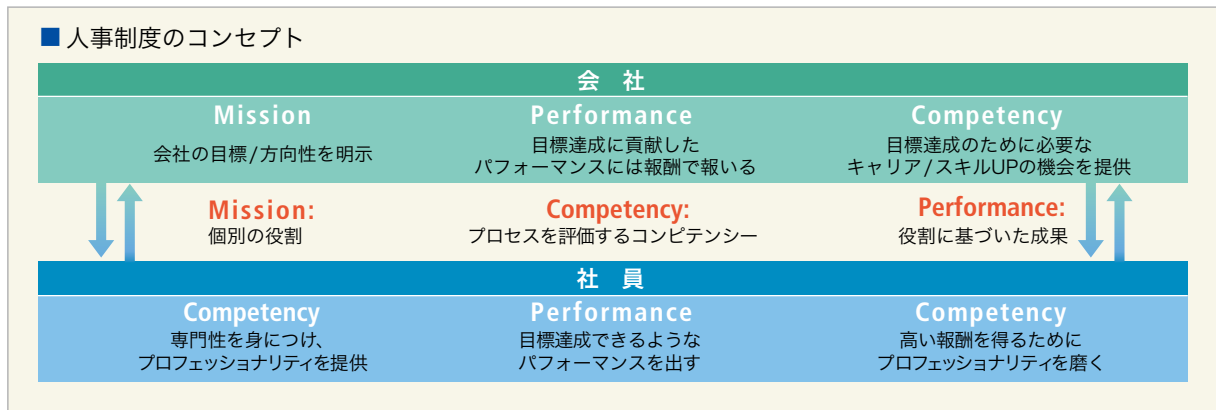 ■人事制度のコンセプト
会 社
Mission
会社の目標/方向性を明示
Performance
目標達成に貢献した
パフォーマンスには報酬で報いる
Competency
目標達成のために必要な
キャリア/スキルUPの機会を提供
Mission:
個別の役割
Competency:
プロセスを評価するコンピテンシー
Performance:
役割に基づいた成果
社 員
Competency
専門性を身につけ、
プロフェッショナリティを提供
Performance
目標達成できるような
パフォーマンスを出す
Competency
高い報酬を得るために
プロフェッショナリティを磨く